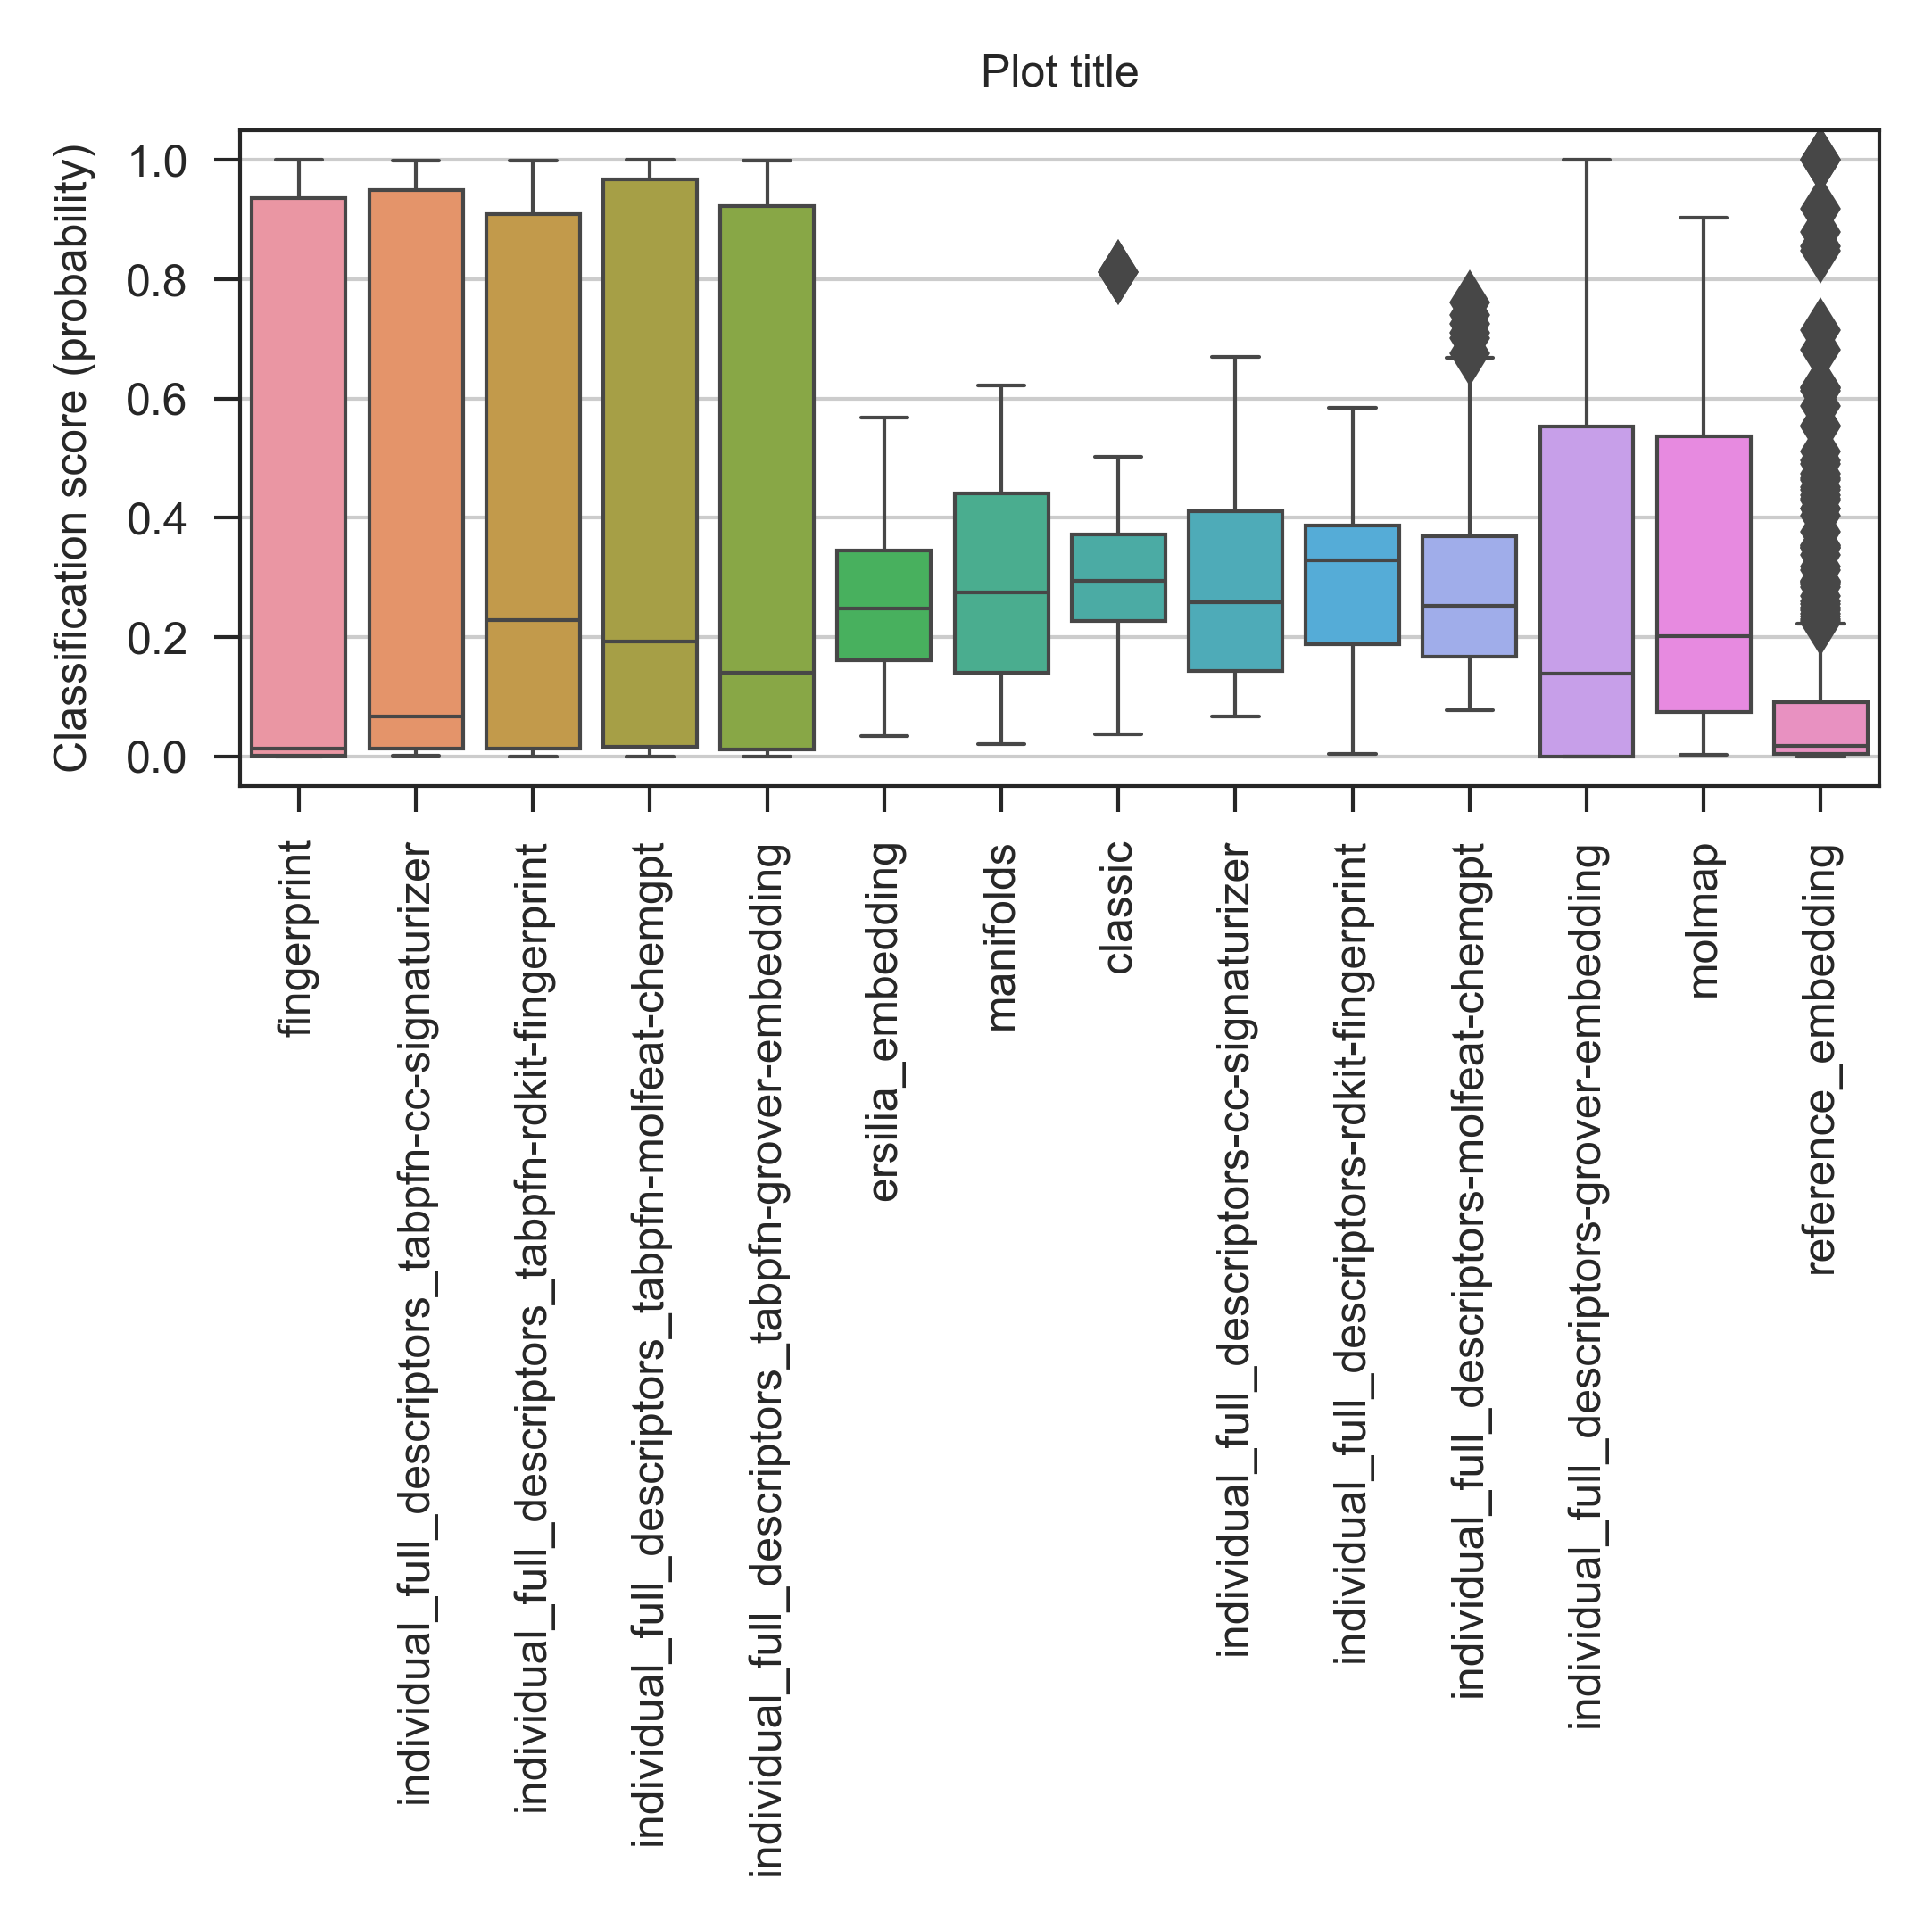 Plot title
Classification score (probability)
1.0
0.8
0.6
0.4
0.2
0.0
fingerprint
individual_full_descriptors_tabpfn-cc-signaturizer
individual_full_descriptors_tabpfn-rdkit-fingerprint
individual_full_descriptors_tabpfn-molfeat-chemgpt
individual_full_descriptors_tabpfn-grover-embedding
ersilia_embedding
manifolds
classic
individual_full_descriptors-cc-signaturizer
individual_full_descriptors-rdkit-fingerprint
individual_full_descriptors-molfeat-chemgpt
individual_full_descriptors-grover-embedding
molmap
reference_embedding